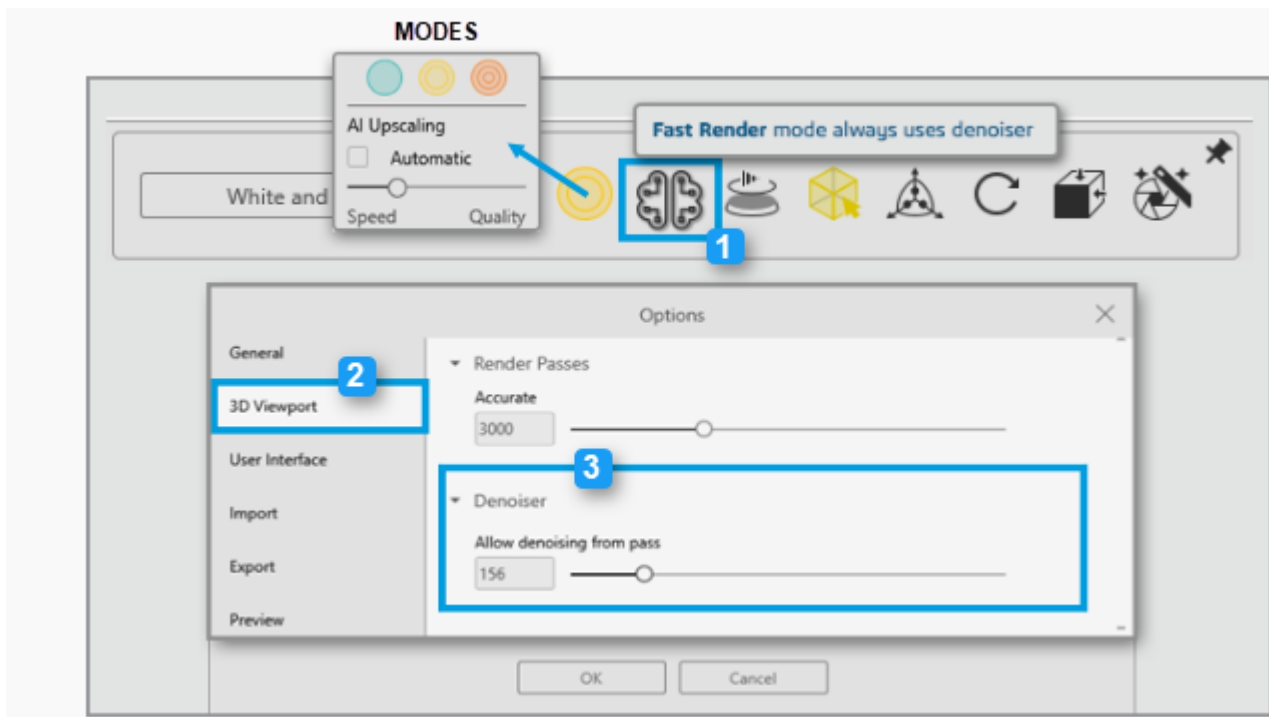 MODES
AI Upscaling
Automatic
Speed Quality
Fast Render mode always uses denoiser
White and
1
Options
General
2
3D Viewport
User Interface
Import
Export
Preview
Render Passes
Accurate
3000
3
Denoiser
Allow denoising from pass
156
OK Cancel